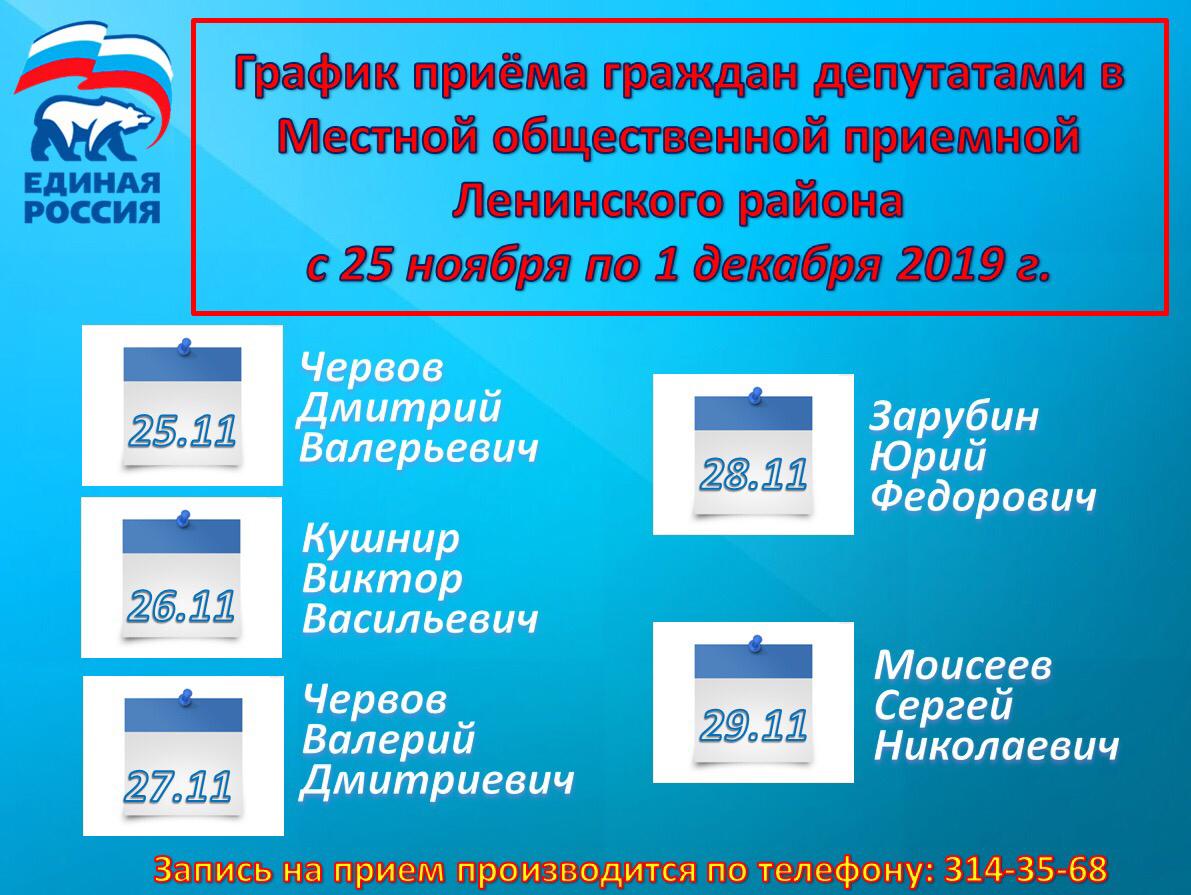 ЕДИНАЯ
РОССИЯ
График приёма граждан депутатами в
Местной общественной приемной
Ленинского района
с 25 ноября по 1 декабря 2019 г.
25.11
Червов
Дмитрий
Валерьевич
26.11
Кушнир
Виктор
Васильевич
27.11
Червов
Валерий
Дмитриевич
28.11
Зарубин
Юрий
Федорович
29.11
Моисеев
Сергей
Николаевич
Запись на прием производится по телефону: 314-35-68